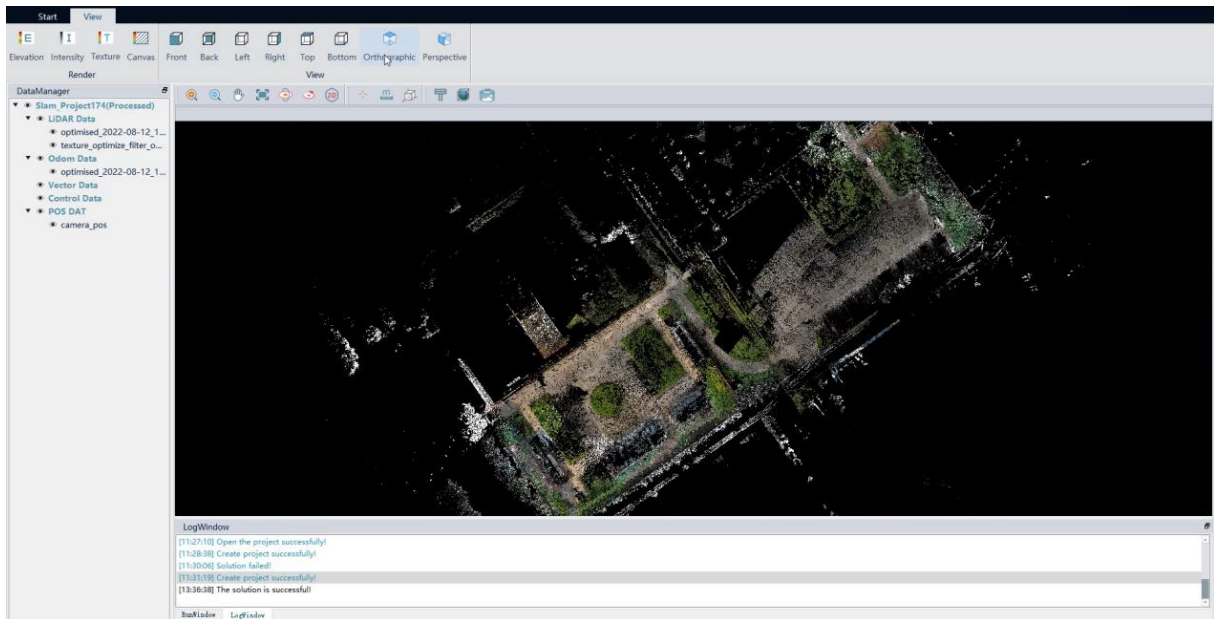 Start View
E I T
Elevation Intensity Texture Canvas Front Back Left Right Top Bottom Orthographic Perspective
Render View
DataManager
Slam_Project174(Processed)
LiDAR Data
optimised_2022-08-12_1...
texture_optimize_filter_o...
Odom Data
optimised_2022-08-12_1...
Vector Data
Control Data
POS DAT
camera_pos
2D
LogWindow
[11:27:10] Open the project successfully!
[11:28:38] Create project successfully!
[11:30:06] Solution failed!
[11:31:19] Create project successfully!
[13:36:38] The solution is successful!
RunWindow LogWindow